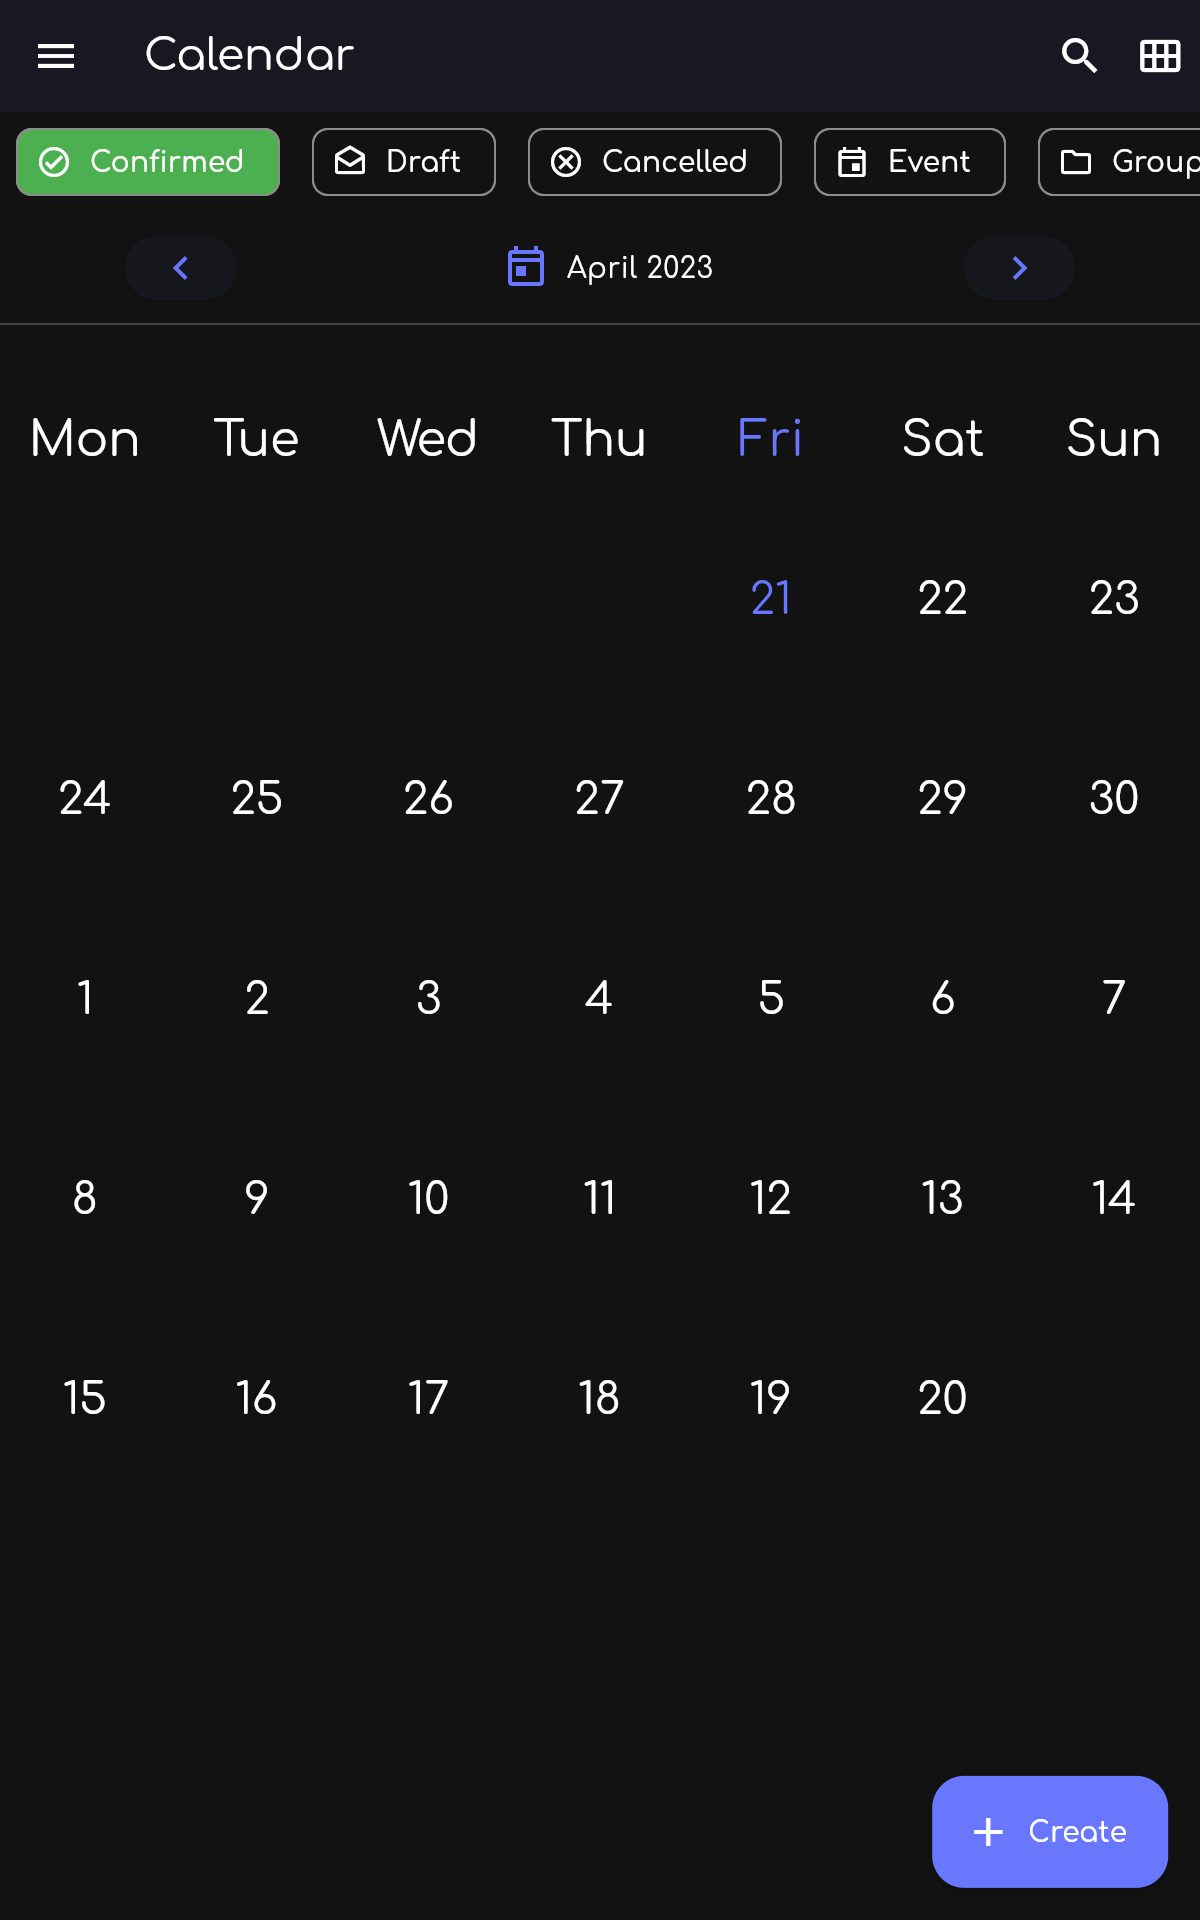 Calendar
Confirmed Draft Cancelled Event Group
April 2023
Mon Tue Wed Thu Fri Sat Sun
21 22 23
24 25 26 27 28 29 30
1 2 3 4 5 6 7
8 9 10 11 12 13 14
15 16 17 18 19 20
Create